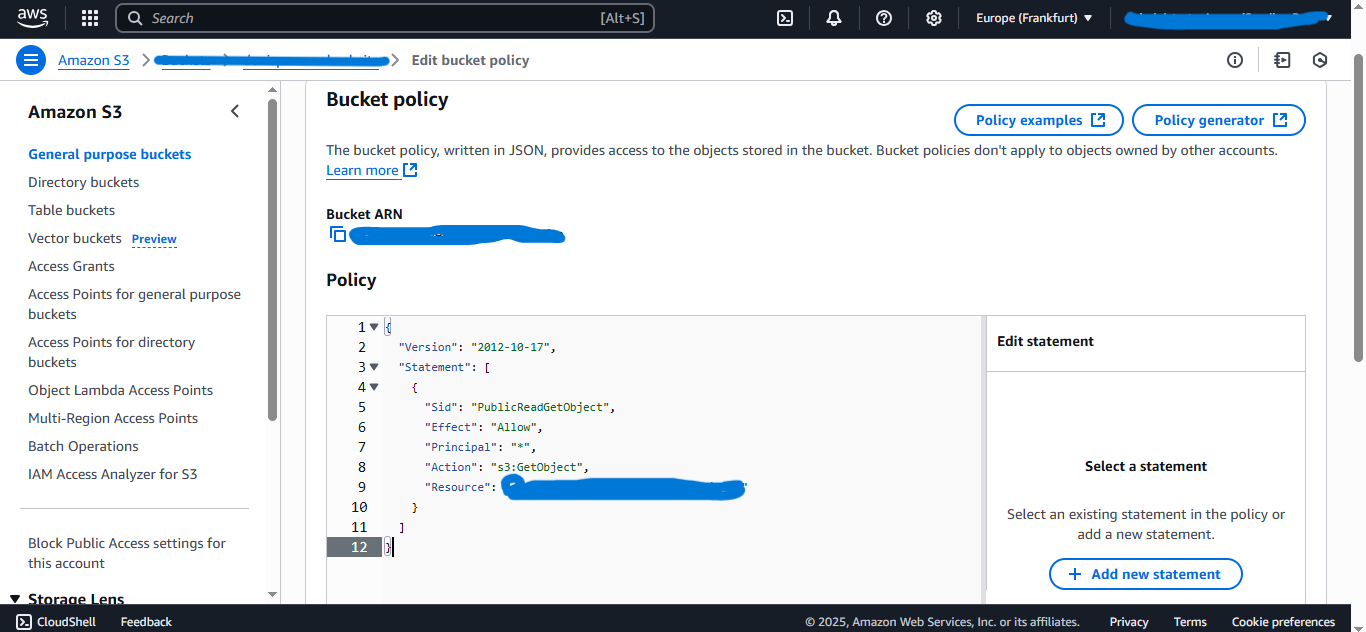 aws
Search
[Alt+S]
Europe (Frankfurt)
Amazon S3
Edit bucket policy
Amazon S3
General purpose buckets
Directory buckets
Table buckets
Vector buckets Preview
Access Grants
Access Points for general purpose
buckets
Access Points for directory
buckets
Object Lambda Access Points
Multi-Region Access Points
Batch Operations
IAM Access Analyzer for S3
Block Public Access settings for
this account
Storage Lens
Bucket policy
Policy examples
Policy generator
The bucket policy, written in JSON, provides access to the objects stored in the bucket. Bucket policies don't apply to objects owned by other accounts.
Learn more
Bucket ARN
Policy
1 {
2 "Version": "2012-10-17",
3 "Statement": [
4 {
5 "Sid": "PublicReadGetObject",
6 "Effect": "Allow",
7 "Principal": "*",
8 "Action": "s3:GetObject",
9 "Resource":
10 }
11 ]
12 }
Edit statement
Select a statement
Select an existing statement in the policy or
add a new statement.
+ Add new statement
CloudShell
Feedback
© 2025, Amazon Web Services, Inc. or its affiliates.
Privacy
Terms
Cookie preferences